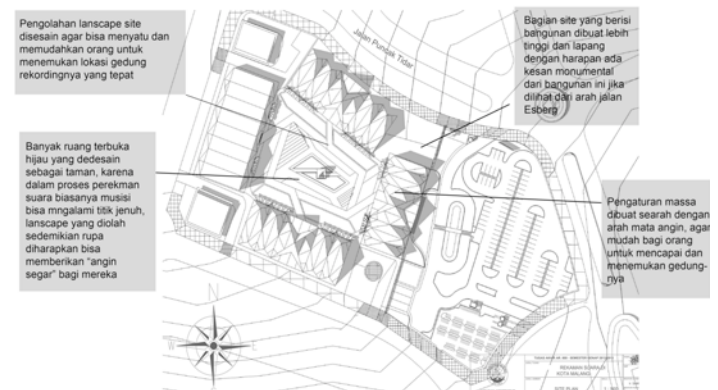 Pengolahan lanscape site
disesain agar bisa menyatu dan
memudahkan orang untuk
menemukan lokasi gedung
rekordingnya yang tepat
Bagian site yang berisi
bangunan dibuat lebih
tinggi dan lapang
dengan harapan ada
kesan monumental
dari bangunan ini jika
dilihat dari arah jalan
Esberg
Jalan Puncak Tidar
Banyak ruang terbuka
hijau yang dedesain
sebagai taman, karena
dalam proses perekman
suara biasanya musisi
bisa mngalami titik jenuh,
lanscape yang diolah
sedemikian rupa
diharapkan bisa
memberikan “angin
segar” bagi mereka
Pengaturan massa
dibuat searah dengan
arah mata angin, agar
mudah bagi orang
untuk mencapai dan
menemukan gedung-
nya
N
W
E
S
REKAMAN SUARA DI
KOTA MALANG
SITE PLAN